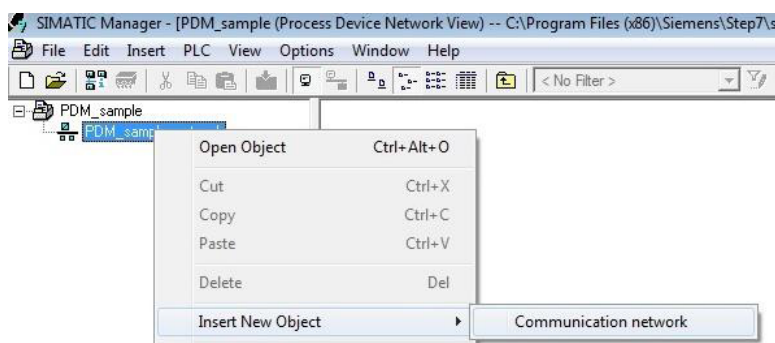 SIMATIC Manager - [PDM_sample (Process Device Network View) -- C:\Program Files (x86)\Siemens\Step7\s
File Edit Insert PLC View Options Window Help
< No Filter >
PDM_sample
Open Object Ctrl+Alt+O
Cut Ctrl+X
Copy Ctrl+C
Paste Ctrl+V
Delete Del
Insert New Object Communication network